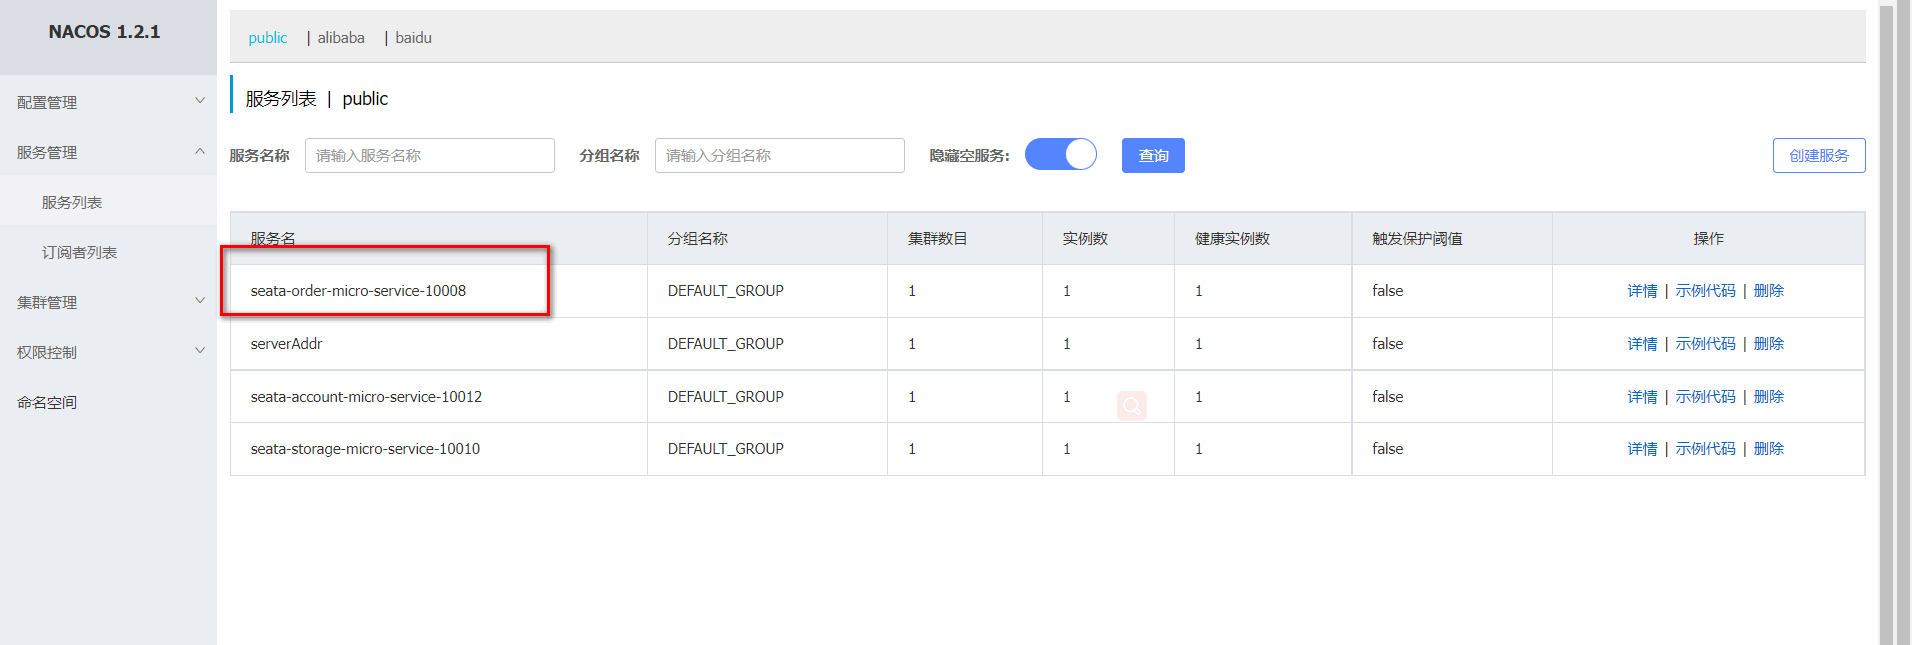 NACOS 1.2.1
配置管理
服务管理
服务列表
订阅者列表
集群管理
权限控制
命名空间
public | alibaba | baidu
服务列表 | public
服务名称 请输入服务名称 分组名称 请输入分组名称 隐藏空服务: 查询 创建服务
服务名 分组名称 集群数目 实例数 健康实例数 触发保护阈值 操作
seata-order-micro-service-10008 DEFAULT_GROUP 1 1 1 false 详情 | 示例代码 | 删除
serverAddr DEFAULT_GROUP 1 1 1 false 详情 | 示例代码 | 删除
seata-account-micro-service-10012 DEFAULT_GROUP 1 1 1 false 详情 | 示例代码 | 删除
seata-storage-micro-service-10010 DEFAULT_GROUP 1 1 1 false 详情 | 示例代码 | 删除